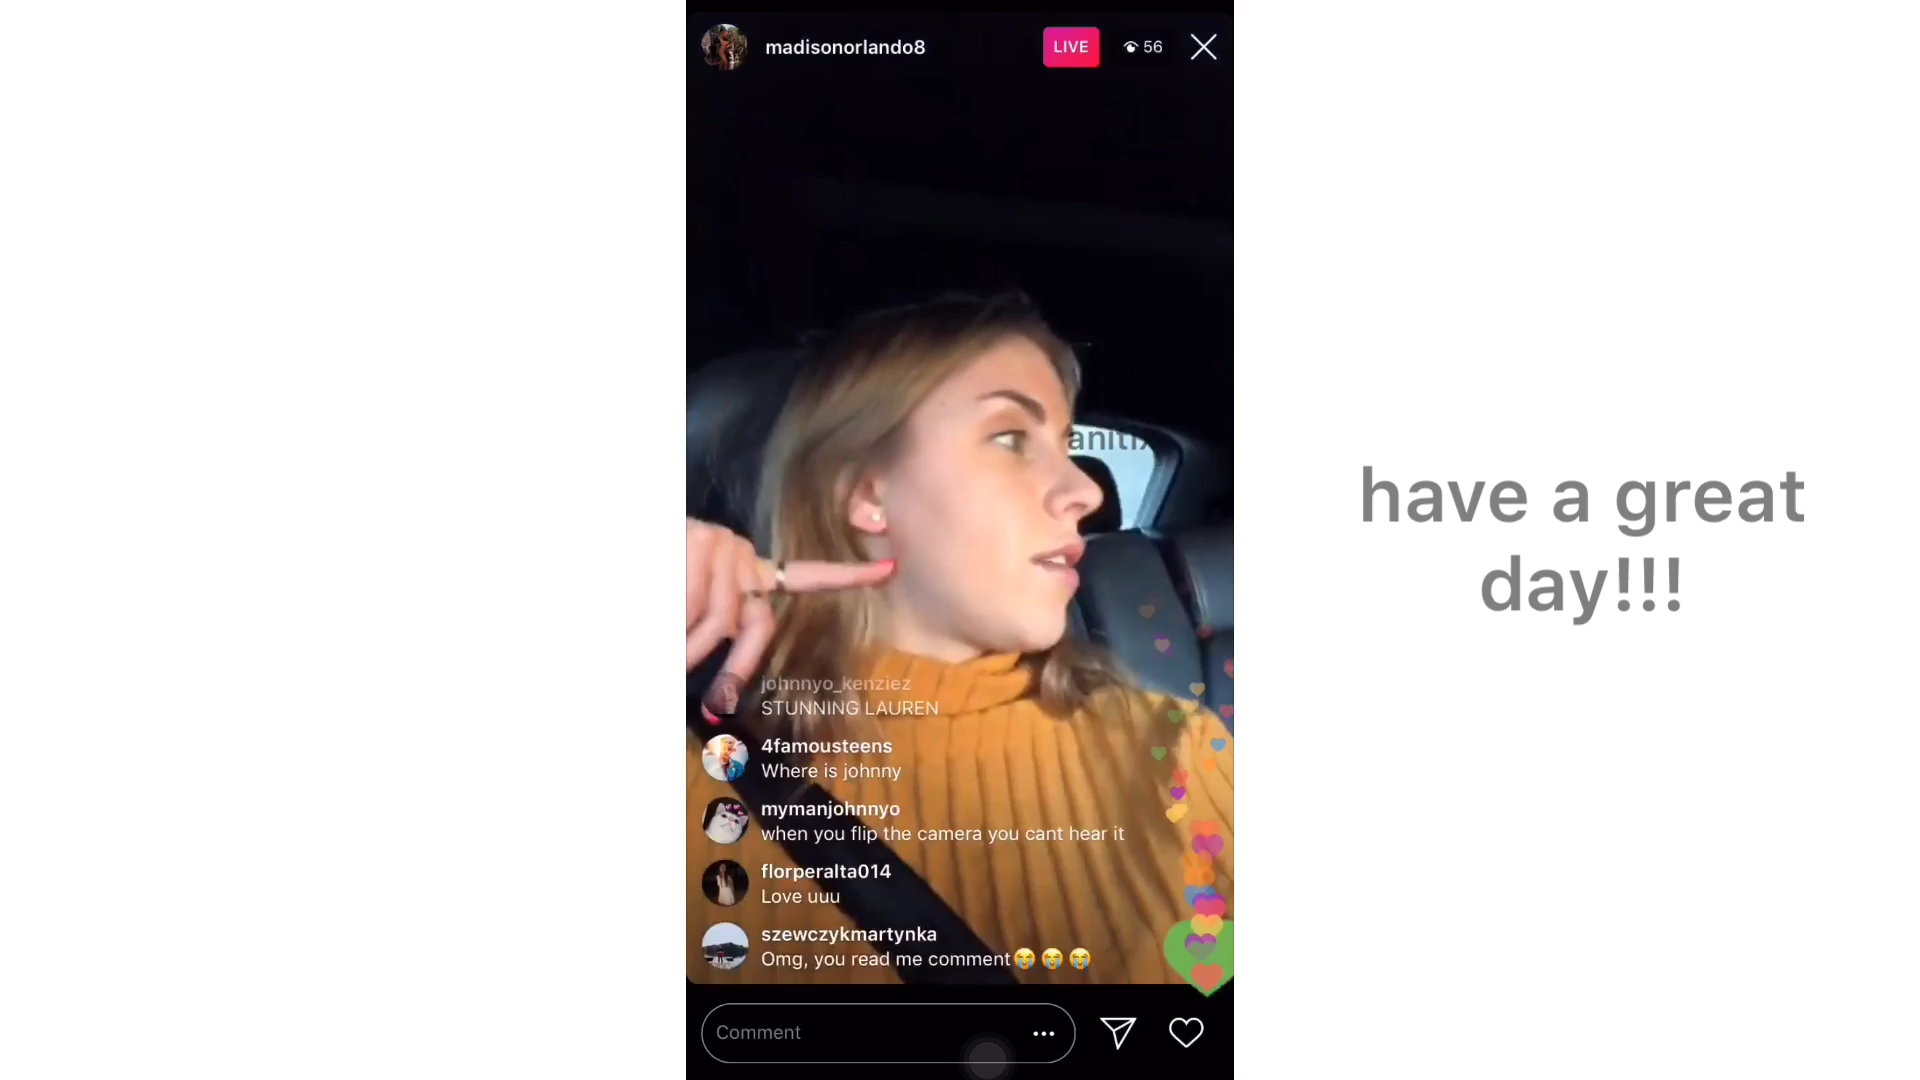 madisonorlando8
LIVE
56
johnnyo_kenziez
STUNNING LAUREN
4famousteens
Where is johnny
mymanjohnnyo
when you flip the camera you cant hear it
florperalta014
Love uuu
szewczykmartynka
Omg, you read me comment😭😭😭
Comment
have a great
day!!!